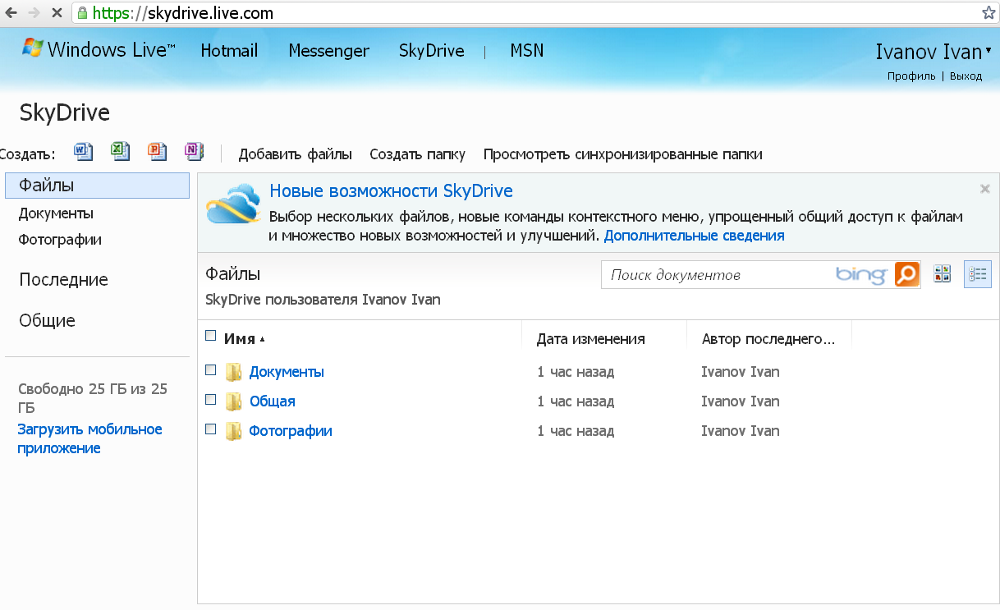 https://skydrive.live.com
Windows Live™ Hotmail Messenger SkyDrive | MSN Ivanov Ivan
Профиль | Выход
SkyDrive
Создать: Добавить файлы Создать папку Просмотреть синхронизированные папки
Файлы
Документы
Фотографии
Последние
Общие
Свободно 25 ГБ из 25
ГБ
Загрузить мобильное
приложение
Новые возможности SkyDrive
Выбор нескольких файлов, новые команды контекстного меню, упрощенный общий доступ к файлам
и множество новых возможностей и улучшений. Дополнительные сведения
Файлы Поиск документов bing
SkyDrive пользователя Ivanov Ivan
Имя Дата изменения Автор последнего...
Документы 1 час назад Ivanov Ivan
Общая 1 час назад Ivanov Ivan
Фотографии 1 час назад Ivanov Ivan